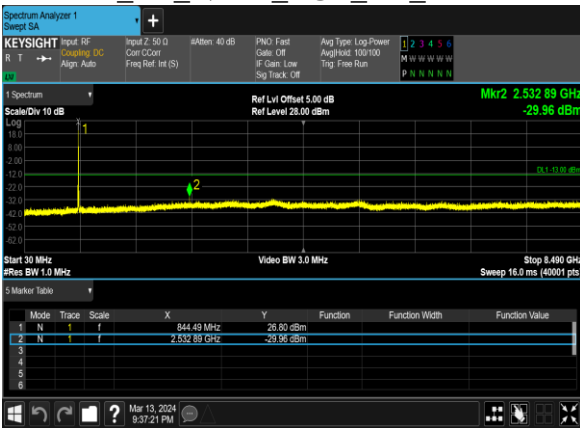 Spectrum Analyzer 1
Swept SA
+
KEYSIGHT
R T
LV
Input: RF
Coupling: DC
Align: Auto
Input Z: 50 Ω
Corr CCorr
Freq Ref: Int (S)
#Atten: 40 dB
PNO: Fast
Gate: Off
IF Gain: Low
Sig Track: Off
Avg Type: Log-Power
Avg|Hold: 100/100
Trig: Free Run
1 2 3 4 5 6
M W W W W W
P N N N N N
1 Spectrum
Scale/Div 10 dB
Ref Lvl Offset 5.00 dB
Ref Level 28.00 dBm
Mkr2 2.532 89 GHz
-29.96 dBm
Log
18.0
8.00
-2.00
-12.0
-22.0
-32.0
-42.0
-52.0
-62.0
1
2
DL1 -13.00 dBm
Start 30 MHz
#Res BW 1.0 MHz
Video BW 3.0 MHz
Stop 8.490 GHz
Sweep 16.0 ms (40001 pts)
5 Marker Table
Mode Trace Scale X Y Function Function Width Function Value
1 N 1 f 844.49 MHz 26.80 dBm
2 N 1 f 2.532 89 GHz -29.96 dBm
3
4
5
6
?
Mar 13, 2024
9:37:21 PM